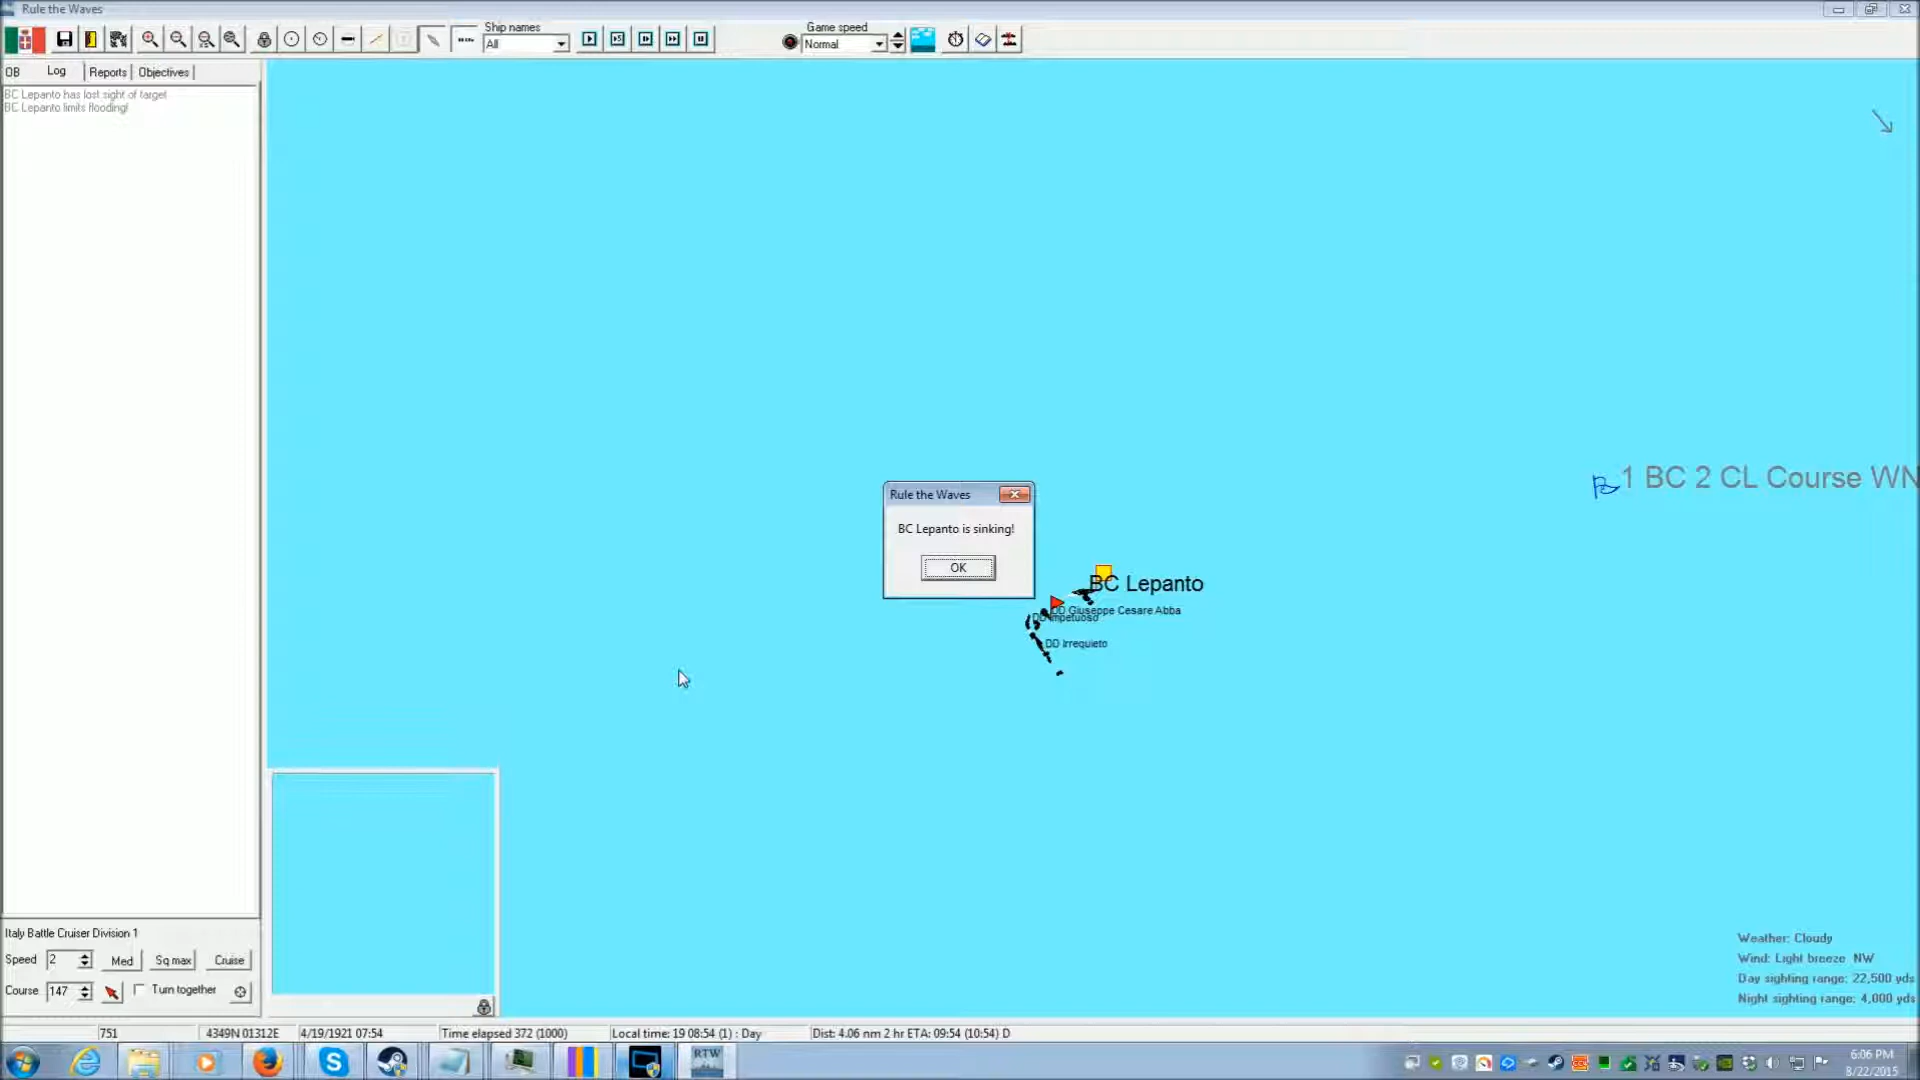 Rule the Waves
Ship names
All
Game speed
Normal
OB Log Reports Objectives
BC Lepanto has lost sight of target
BC Lepanto limits flooding!
1 BC 2 CL Course WN
Rule the Waves
BC Lepanto is sinking!
OK
BC Lepanto
DD Giuseppe Cesare Abba
DD Impetuoso
DD Irrequieto
Italy Battle Cruiser Division 1
Speed 2 Med Sq max Cruise
Course 147 Turn together
Weather: Cloudy
Wind: Light breeze NW
Day sighting range: 22,500 yds
Night sighting range: 4,000 yds
751 4349N 01312E 4/19/1921 07:54 Time elapsed 372 (1000) Local time: 19 08:54 (1) : Day Dist: 4.06 nm 2 hr ETA: 09:54 (10:54) D
RTW
6:06 PM
8/22/2015